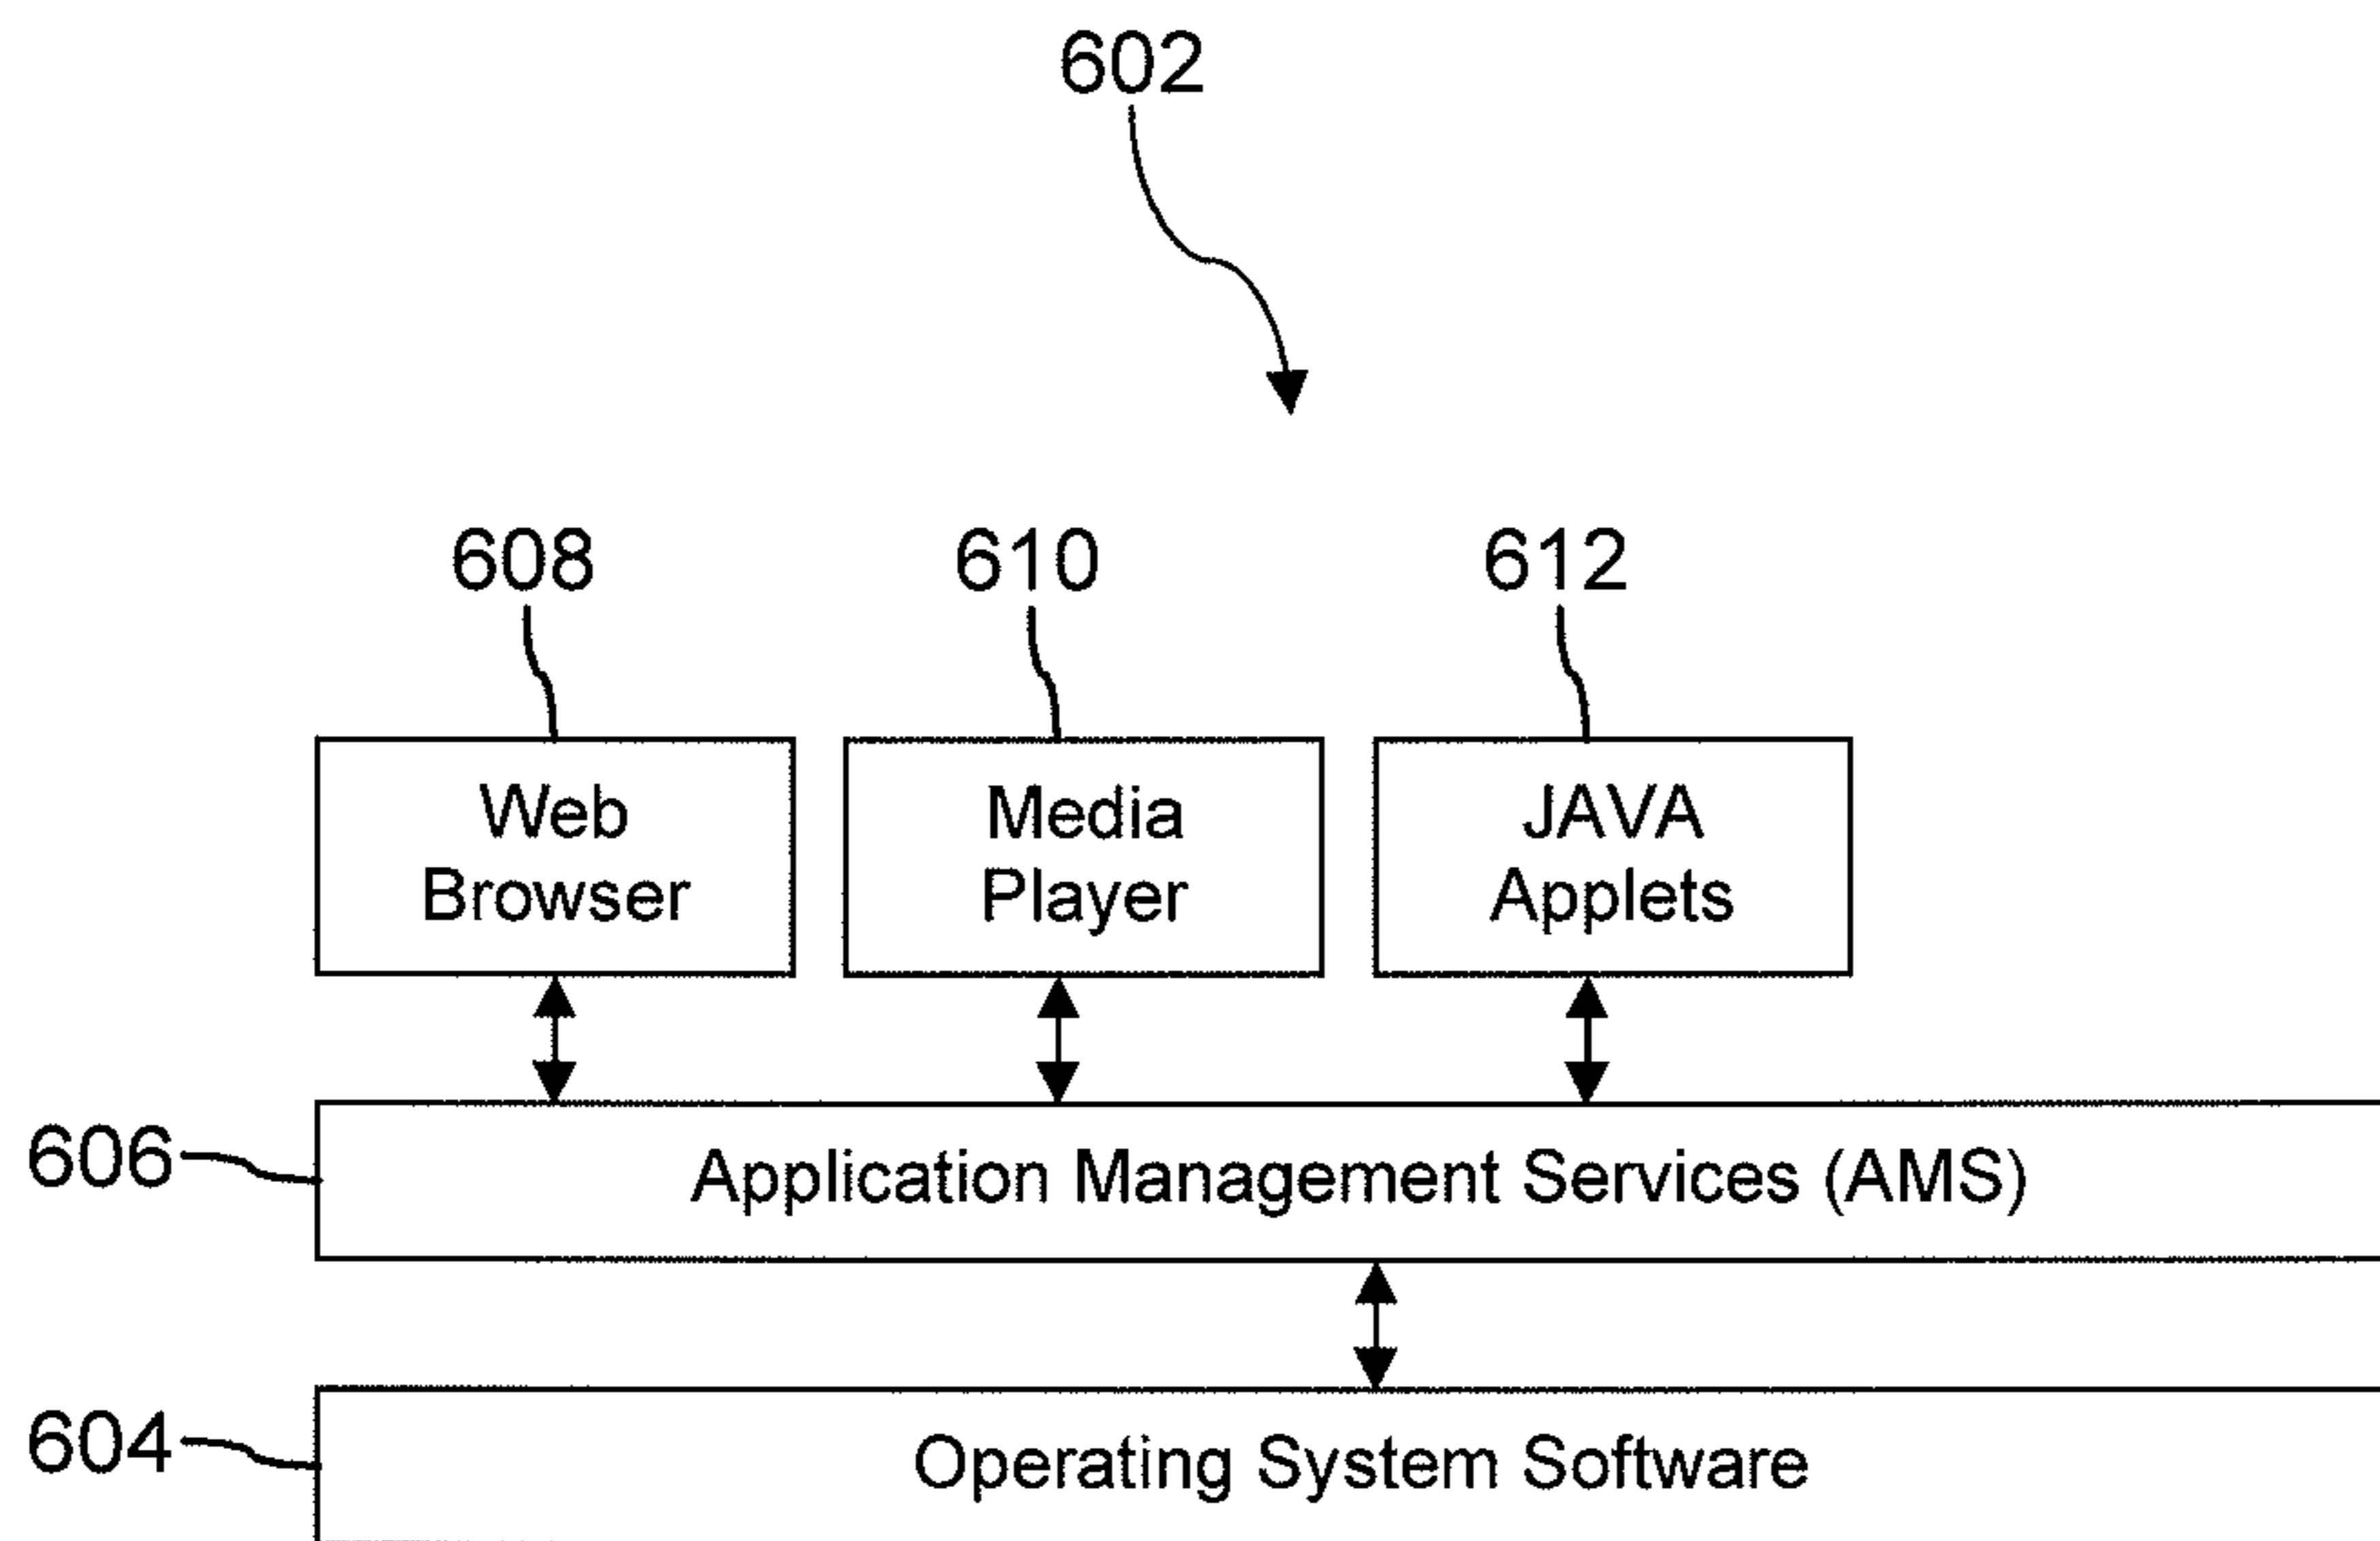 602
608
610
612
Web
Browser
Media
Player
JAVA
Applets
606
Application Management Services (AMS)
604
Operating System Software